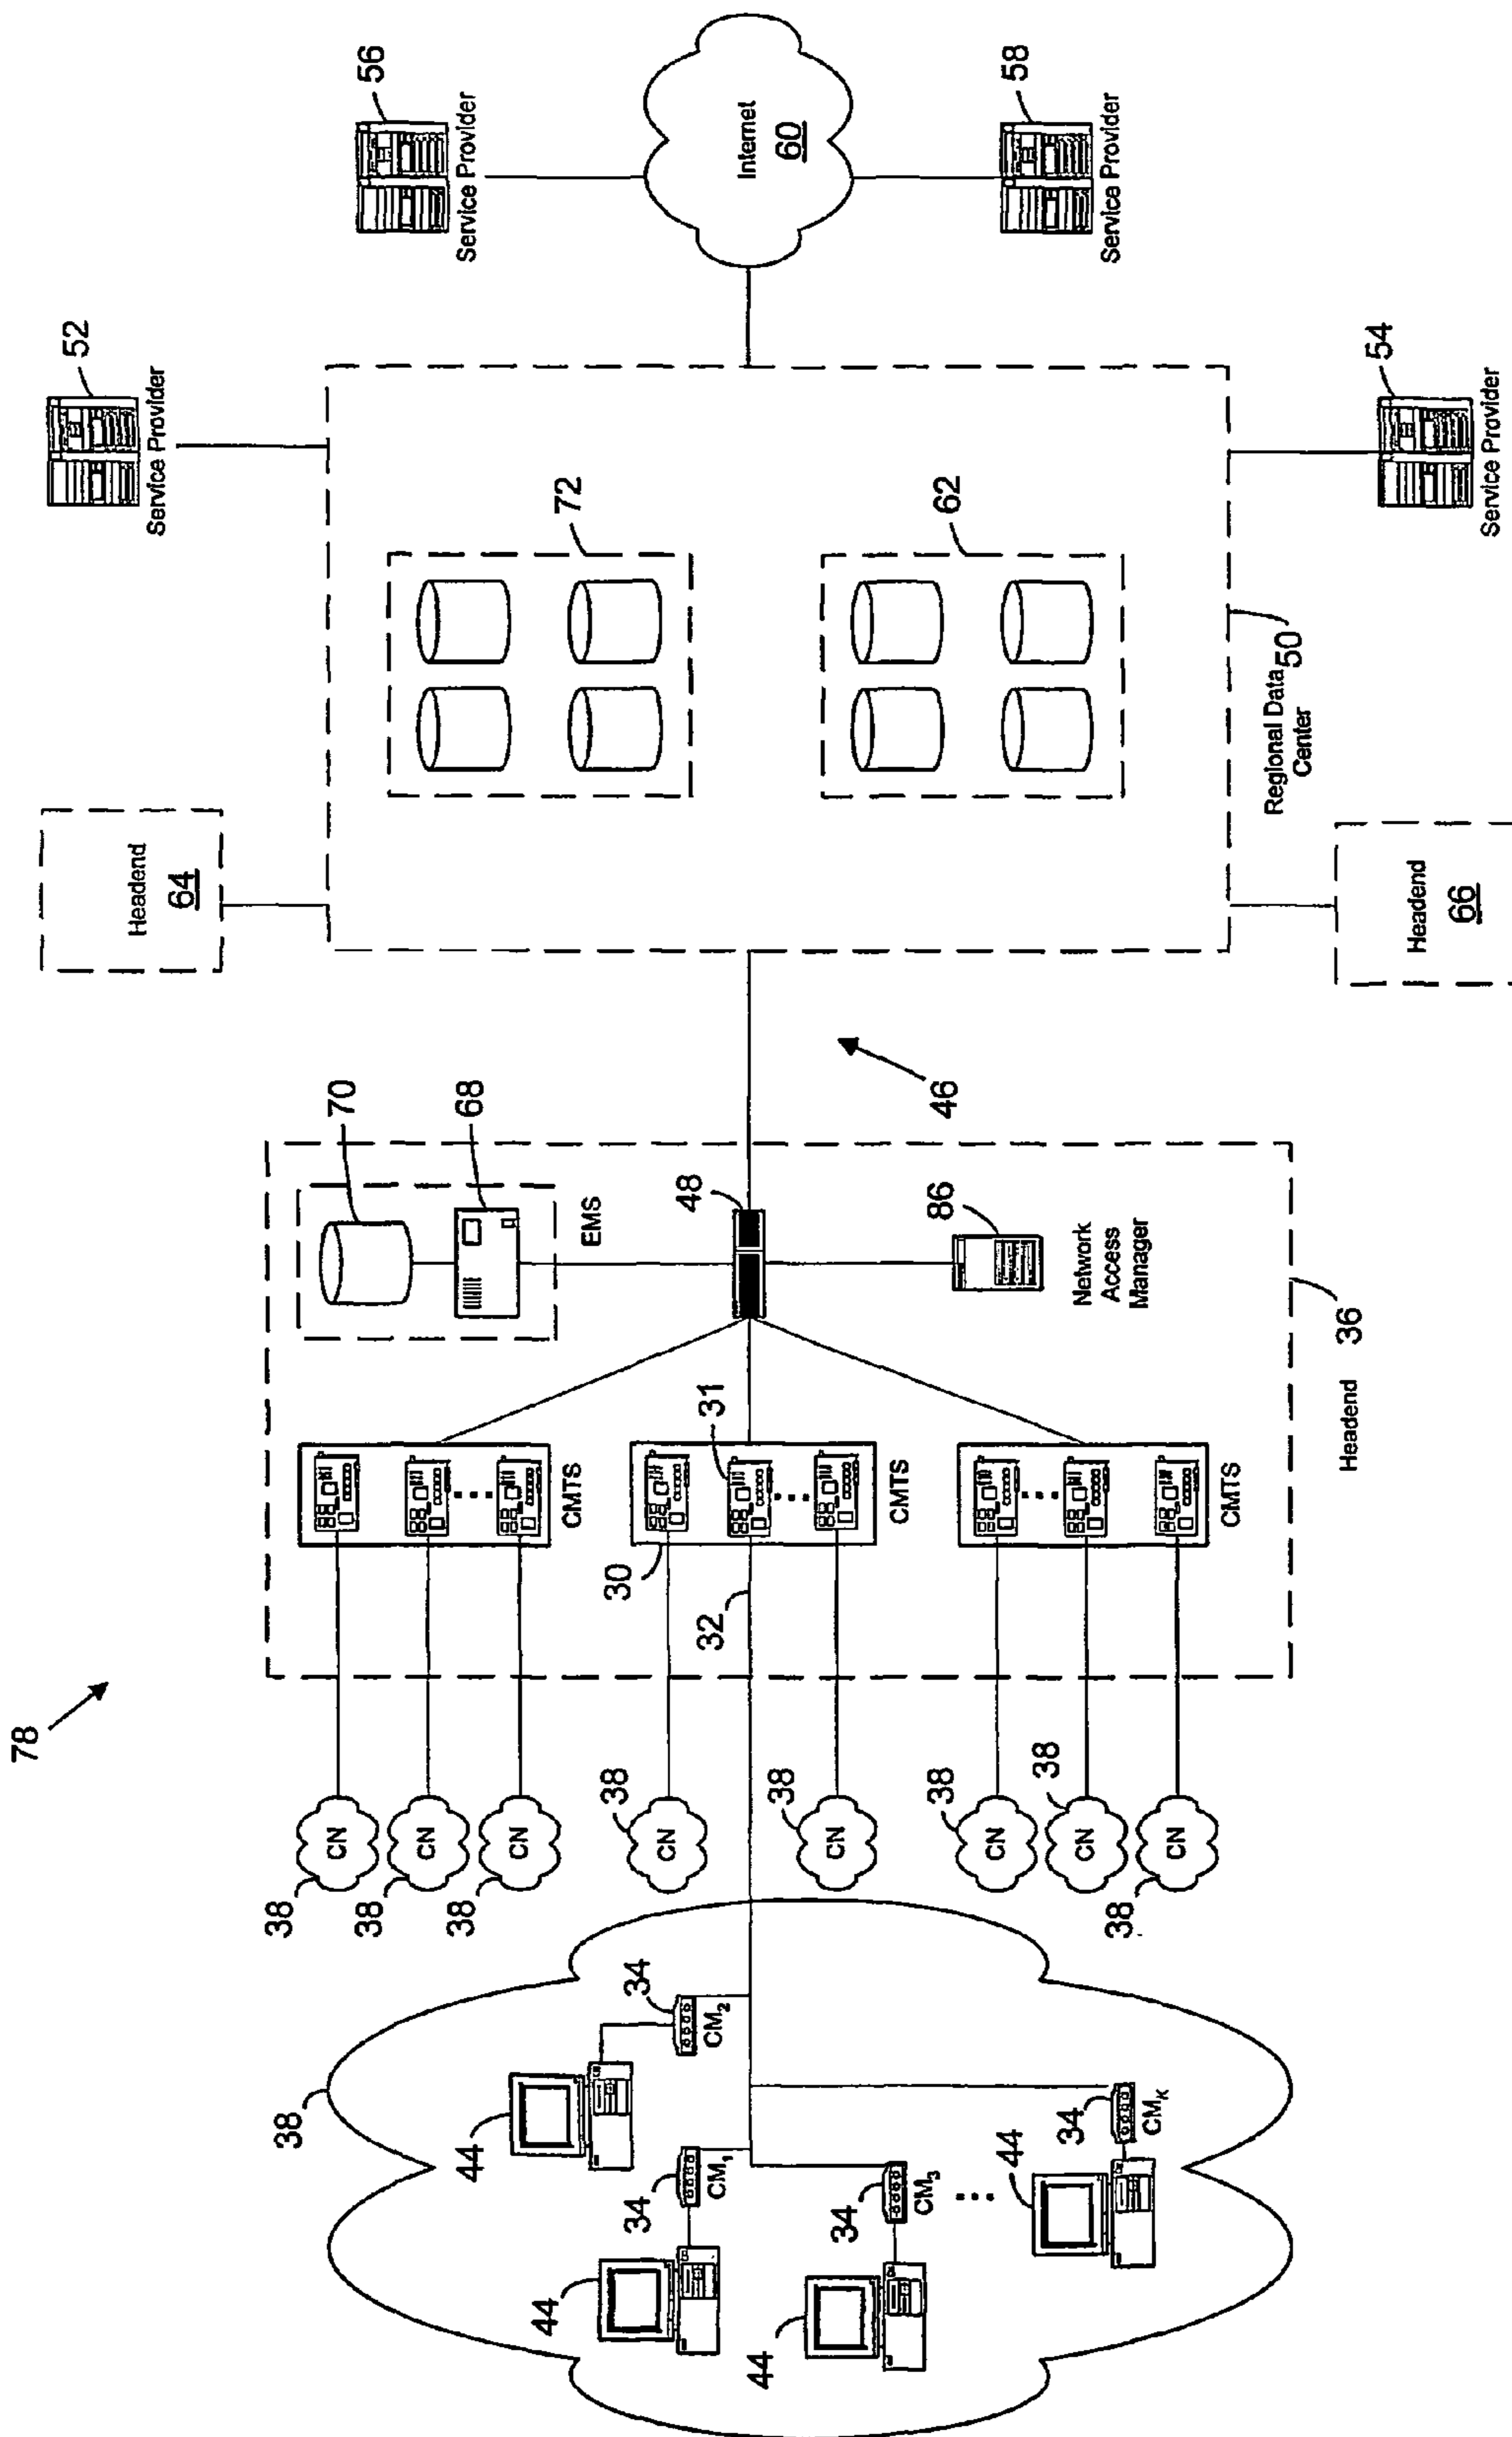 78
38
44
34
CM₂
44
34
CM₁
44
34
CM₃
...
44
34
CM_K
38
CN
38
CN
38
CN
38
CN
38
CN
38
CN
38
CN
38
CN
32
30
31
...
CMTS
...
CMTS
...
CMTS
70
68
EMS
48
86
Network
Access
Manager
Headend 36
46
Headend
64
Headend
66
72
62
Regional Data
Center
50
52
Service Provider
54
Service Provider
56
Service Provider
Internet
60
58
Service Provider